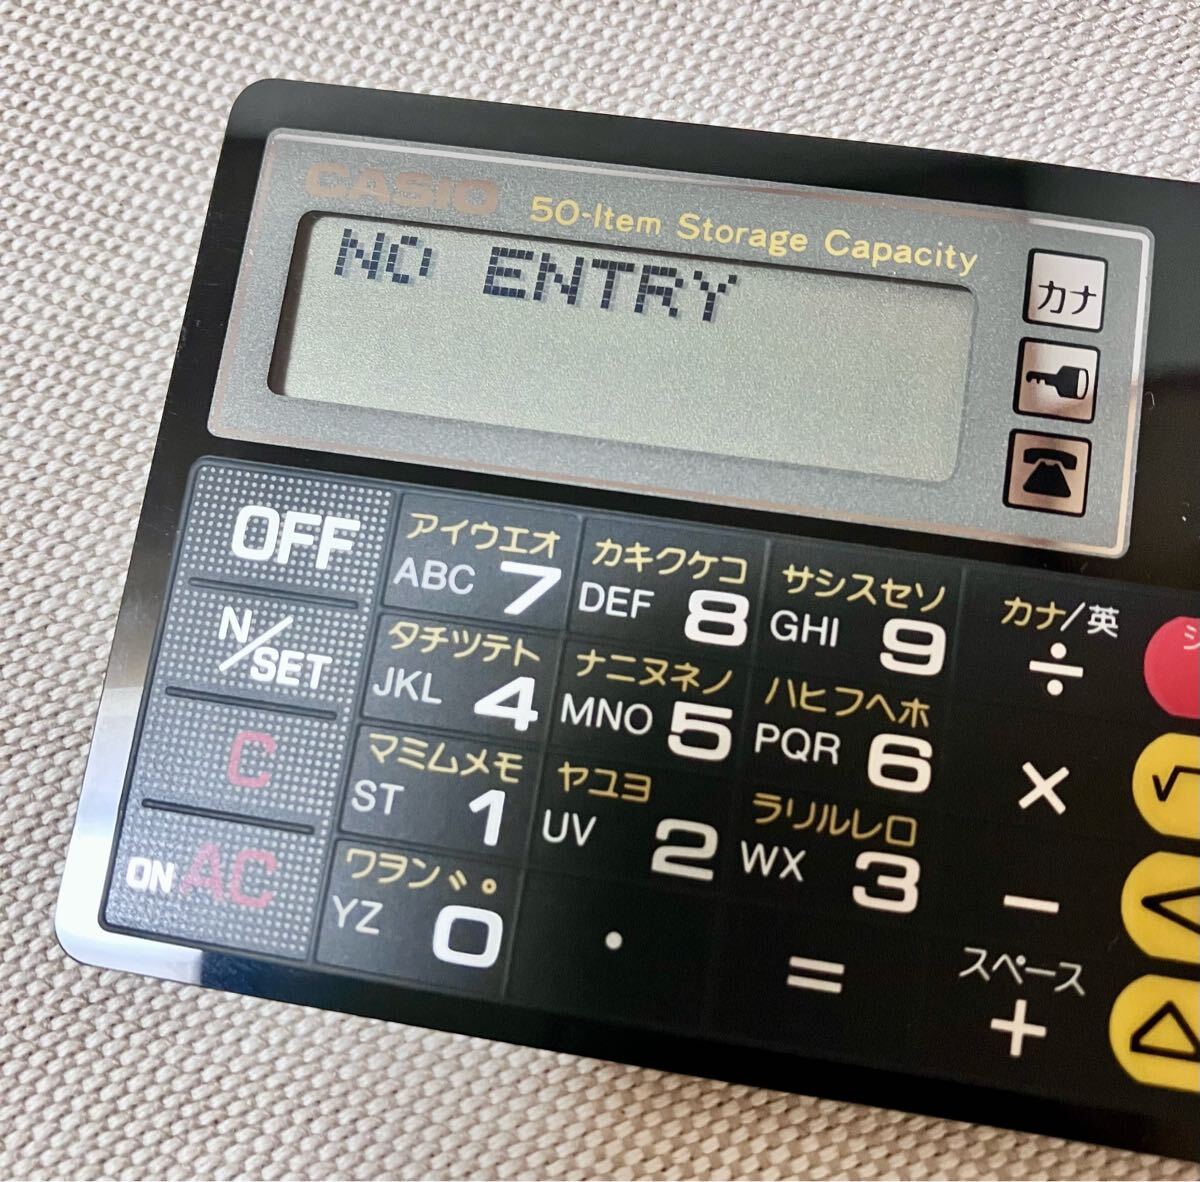 CASIO
50-Item Storage Capacity
NO ENTRY
カナ
OFF
アイウエオ
ABC 7
カキクケコ
DEF 8
サシスセソ
GHI 9
カナ/英
÷
N/SET
タチツテト
JKL 4
ナニヌネノ
MNO 5
ハヒフヘホ
PQR 6
×
√
C
マミムメモ
ST 1
ヤユヨ
UV 2
ラリルレロ
WX 3
−
ON AC
ワヲン゛゜
YZ 0
·
=
スペース
+